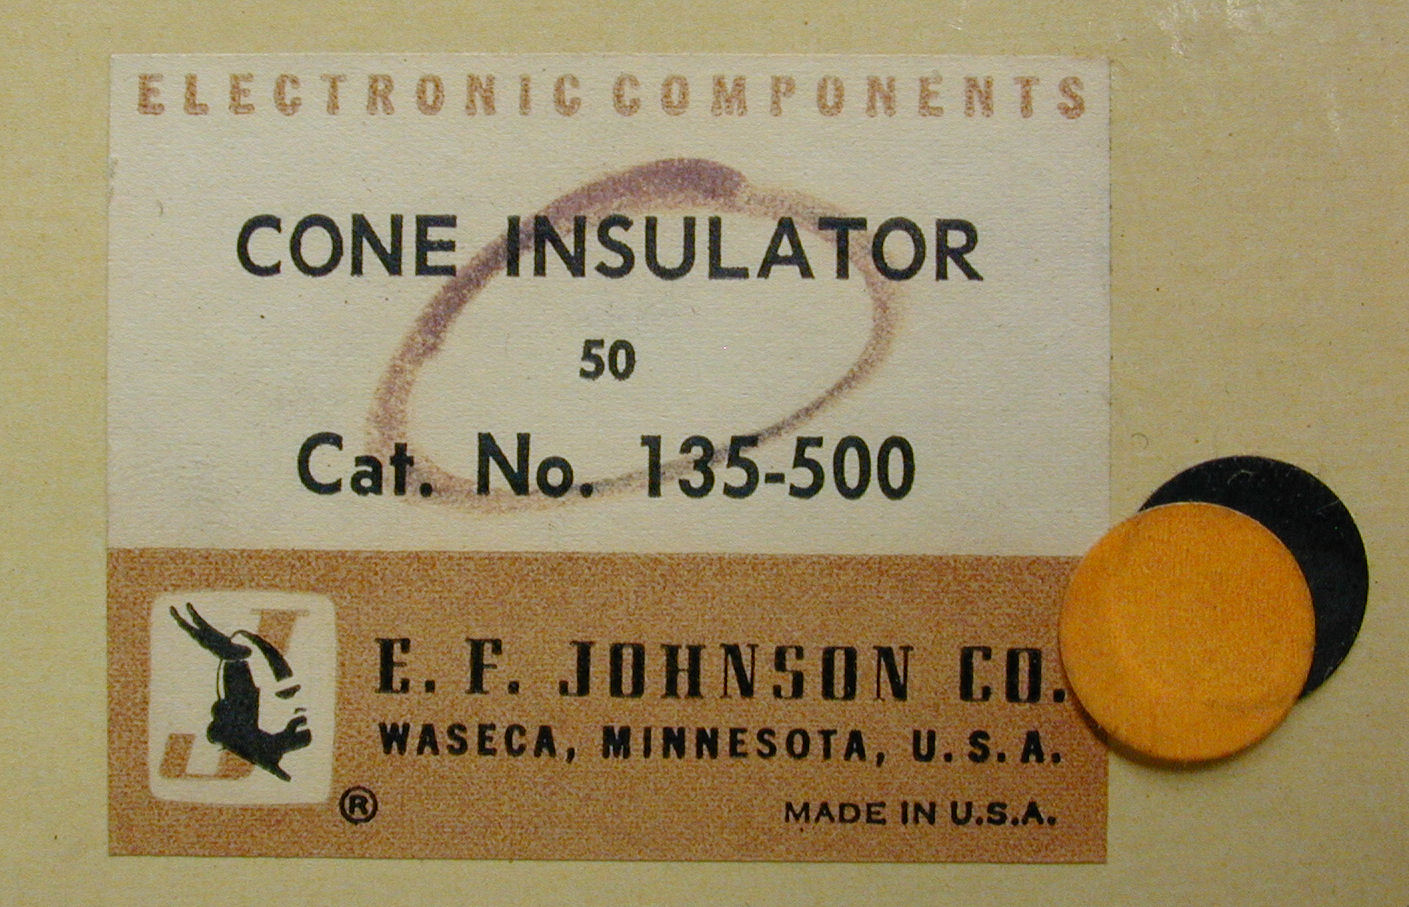 ELECTRONIC COMPONENTS
CONE INSULATOR
50
Cat. No. 135-500
J
E. F. JOHNSON CO.
WASECA, MINNESOTA, U.S.A.
®
MADE IN U.S.A.